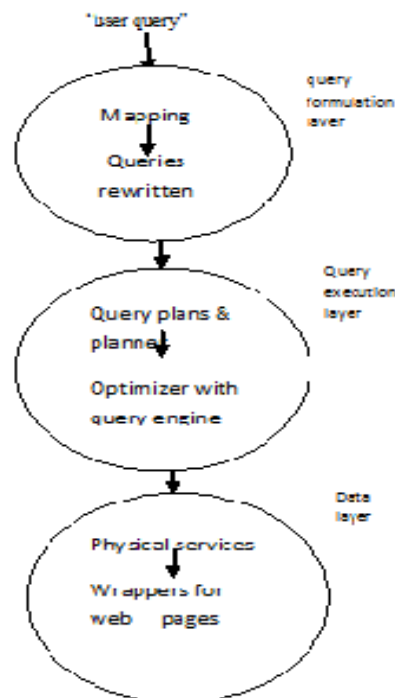 "user query"
query
formulation
layer
Mapping
Queries
rewritten
Query
execution
layer
Query plans &
planner
Optimizer with
query engine
Data
layer
Physical services
Wrappers for
web pages